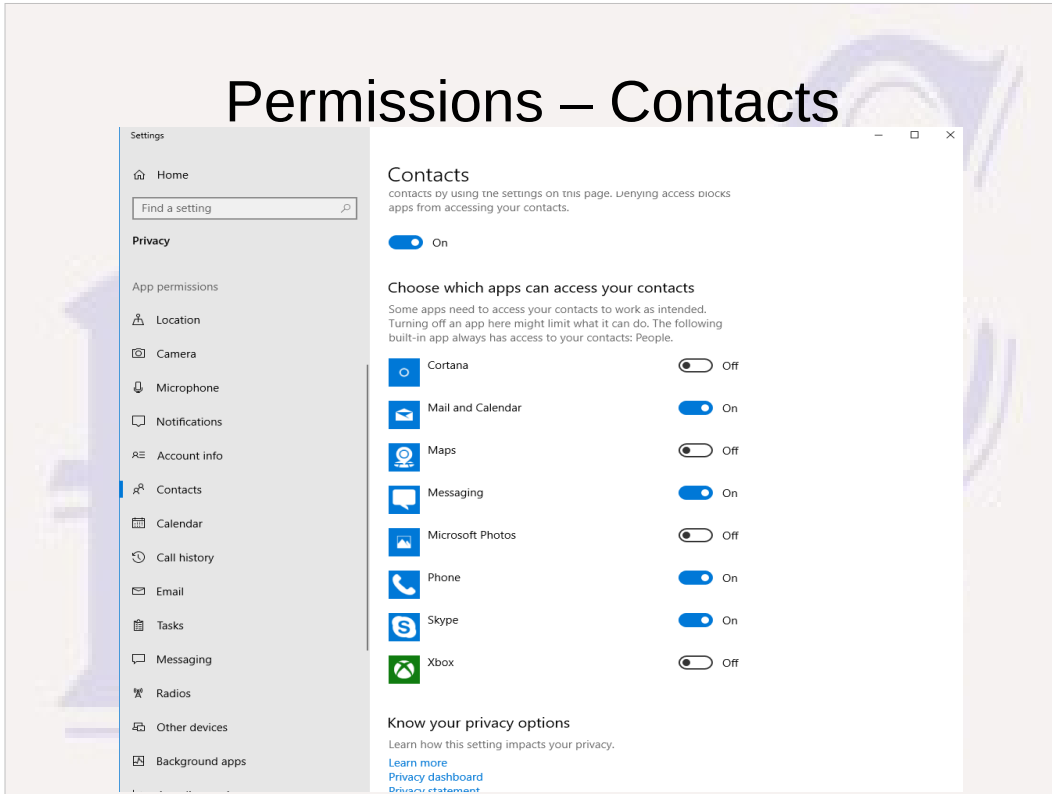 Permissions – Contacts
Settings
Home
Find a setting
Privacy
App permissions
Location
Camera
Microphone
Notifications
Account info
Contacts
Calendar
Call history
Email
Tasks
Messaging
Radios
Other devices
Background apps
Contacts
contacts by using the settings on this page. Denying access blocks
apps from accessing your contacts.
On
Choose which apps can access your contacts
Some apps need to access your contacts to work as intended.
Turning off an app here might limit what it can do. The following
built-in app always has access to your contacts: People.
Cortana Off
Mail and Calendar On
Maps Off
Messaging On
Microsoft Photos Off
Phone On
Skype On
Xbox Off
Know your privacy options
Learn how this setting impacts your privacy.
Learn more
Privacy dashboard
Privacy statement